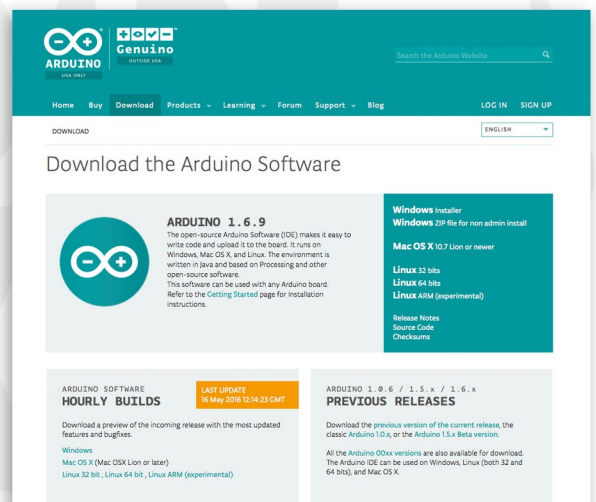 ARDUINO
USA ONLY
Genuino
OUTSIDE USA
Search the Arduino Website
Home Buy Download Products Learning Forum Support Blog LOG IN SIGN UP
DOWNLOAD
ENGLISH
Download the Arduino Software
ARDUINO 1.6.9
The open-source Arduino Software (IDE) makes it easy to
write code and upload it to the board. It runs on
Windows, Mac OS X, and Linux. The environment is
written in Java and based on Processing and other
open-source software.
This software can be used with any Arduino board.
Refer to the Getting Started page for Installation
instructions.
Windows Installer
Windows ZIP file for non admin install
Mac OS X 10.7 Lion or newer
Linux 32 bits
Linux 64 bits
Linux ARM (experimental)
Release Notes
Source Code
Checksums
ARDUINO SOFTWARE
HOURLY BUILDS
LAST UPDATE
16 May 2016 12:14:23 GMT
Download a preview of the incoming release with the most updated
features and bugfixes.
Windows
Mac OS X (Mac OSX Lion or later)
Linux 32 bit , Linux 64 bit , Linux ARM (experimental)
ARDUINO 1.0.6 / 1.5.x / 1.6.x
PREVIOUS RELEASES
Download the previous version of the current release, the
classic Arduino 1.0.x, or the Arduino 1.5.x Beta version.
All the Arduino 00xx versions are also available for download.
The Arduino IDE can be used on Windows, Linux (both 32 and
64 bits), and Mac OS X.